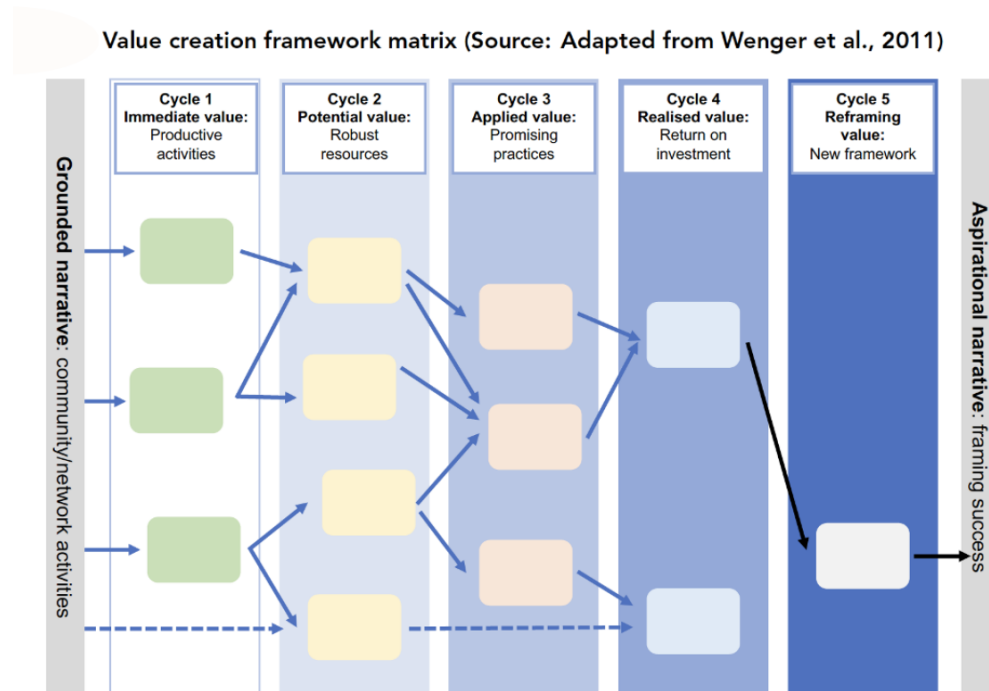 Value creation framework matrix (Source: Adapted from Wenger et al., 2011)
Grounded narrative: community/network activities
Cycle 1
Immediate value:
Productive
activities
Cycle 2
Potential value:
Robust
resources
Cycle 3
Applied value:
Promising
practices
Cycle 4
Realised value:
Return on
investment
Cycle 5
Reframing
value:
New framework
Aspirational narrative: framing success